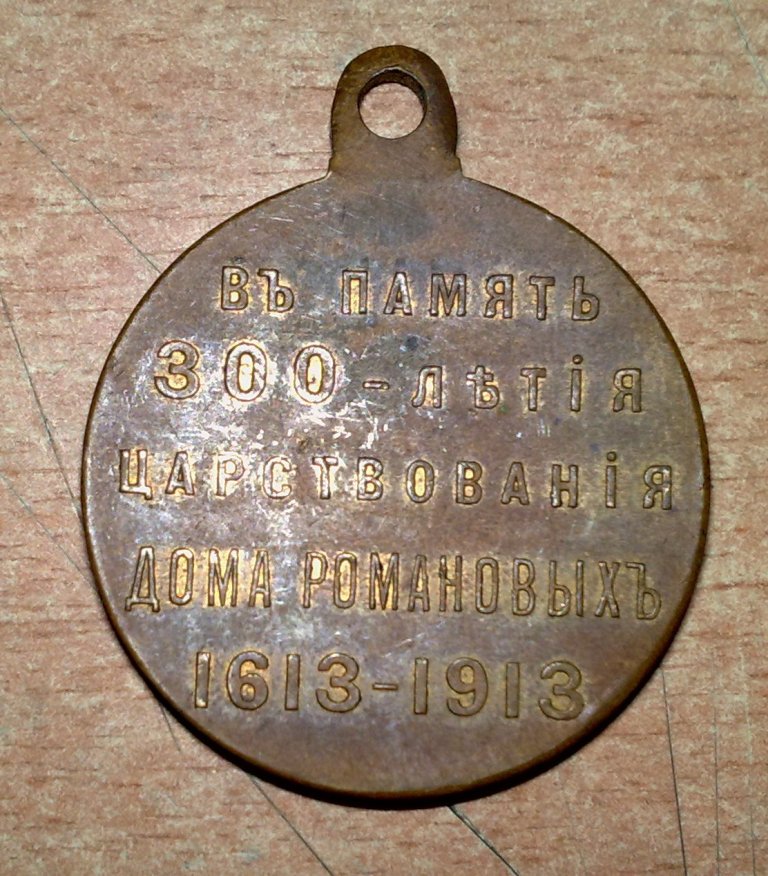 ВЪ ПАМЯТЬ
300-ЛѢТІЯ
ЦАРСТВОВАНІЯ
ДОМА РОМАНОВЫХЪ
1613-1913